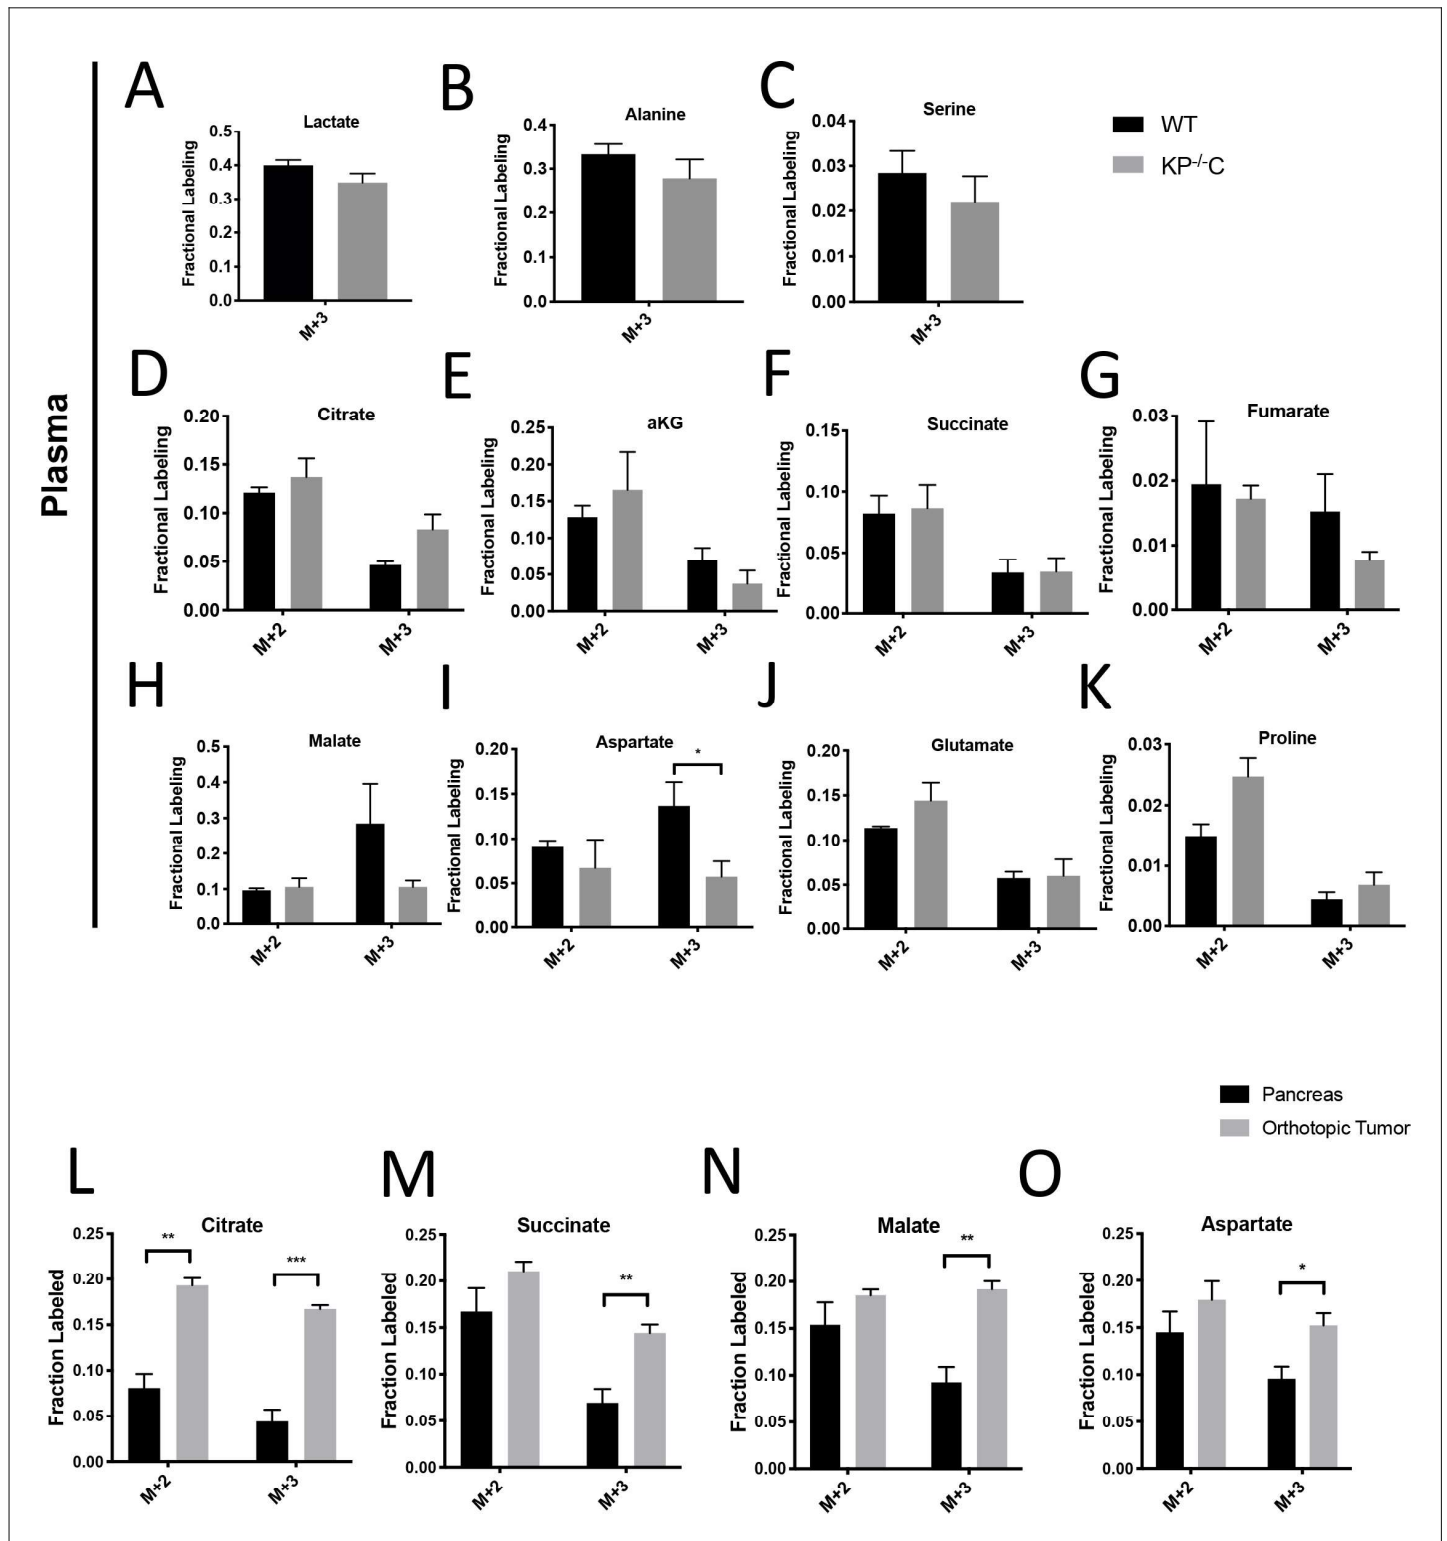 Plasma
A
Lactate
Fractional Labeling
0.5
0.4
0.3
0.2
0.1
0.0
M+3
B
Alanine
Fractional Labeling
0.4
0.3
0.2
0.1
0.0
M+3
C
Serine
Fractional Labeling
0.04
0.03
0.02
0.01
0.00
M+3
WT
KP-/-C
D
Citrate
Fractional Labeling
0.20
0.15
0.10
0.05
0.00
M+2
M+3
E
aKG
Fractional Labeling
0.25
0.20
0.15
0.10
0.05
0.00
M+2
M+3
F
Succinate
Fractional Labeling
0.15
0.10
0.05
0.00
M+2
M+3
G
Fumarate
Fractional Labeling
0.03
0.02
0.01
0.00
M+2
M+3
H
Malate
Fractional Labeling
0.5
0.4
0.3
0.2
0.1
0.0
M+2
M+3
I
Aspartate
Fractional Labeling
0.20
0.15
0.10
0.05
0.00
*
M+2
M+3
J
Glutamate
Fractional Labeling
0.20
0.15
0.10
0.05
0.00
M+2
M+3
K
Proline
Fractional Labeling
0.03
0.02
0.01
0.00
M+2
M+3
Pancreas
Orthotopic Tumor
L
Citrate
Fraction Labeled
0.25
0.20
0.15
0.10
0.05
0.00
**
***
M+2
M+3
M
Succinate
Fraction Labeled
0.25
0.20
0.15
0.10
0.05
0.00
**
M+2
M+3
N
Malate
Fraction Labeled
0.25
0.20
0.15
0.10
0.05
0.00
**
M+2
M+3
O
Aspartate
Fraction Labeled
0.25
0.20
0.15
0.10
0.05
0.00
*
M+2
M+3